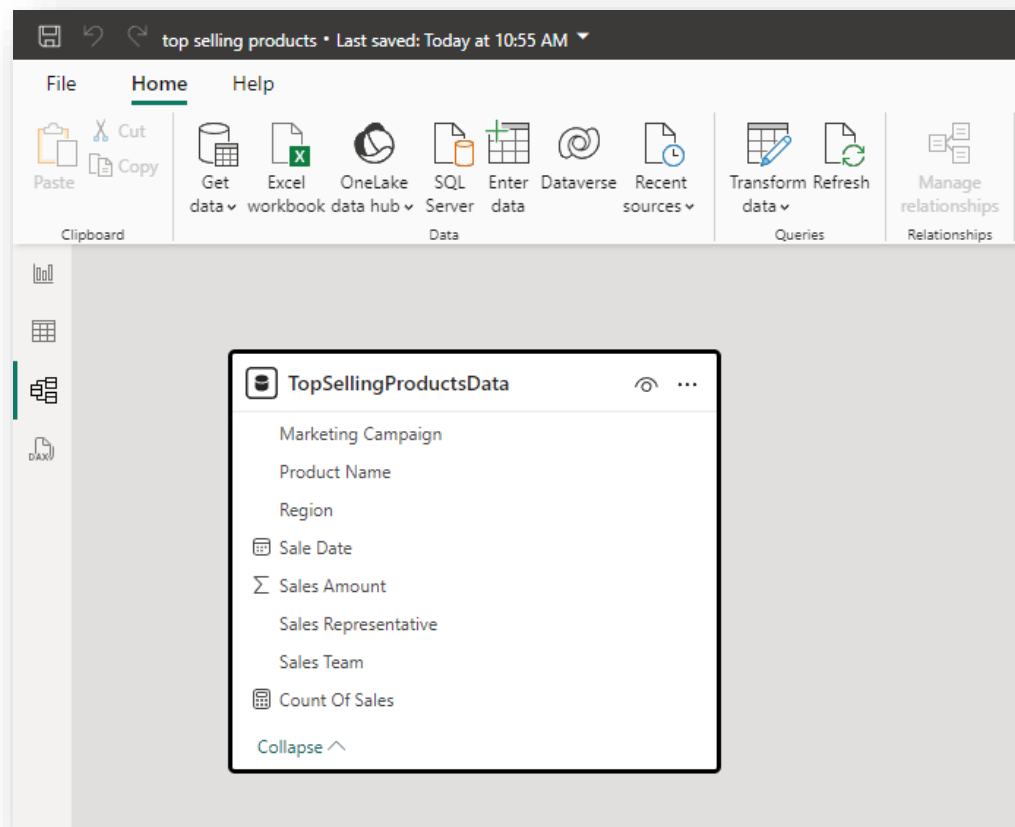 top selling products • Last saved: Today at 10:55 AM
File Home Help
Paste
Cut
Copy
Clipboard
Get data
Excel workbook
OneLake data hub
SQL Server
Enter data
Dataverse
Recent sources
Data
Transform data
Refresh
Queries
Manage relationships
Relationships
X
DAX
TopSellingProductsData
Marketing Campaign
Product Name
Region
Sale Date
Σ Sales Amount
Sales Representative
Sales Team
Count Of Sales
Collapse